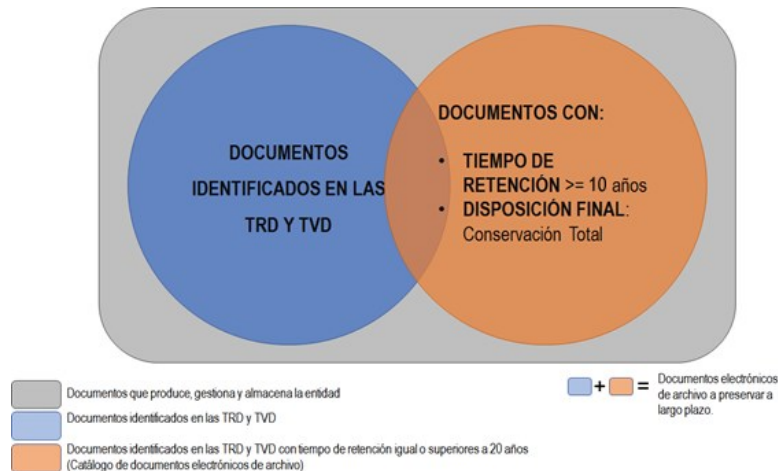 DOCUMENTOS
IDENTIFICADOS EN LAS
TRD Y TVD
DOCUMENTOS CON:
• TIEMPO DE
RETENCIÓN >= 10 años
• DISPOSICIÓN FINAL:
Conservación Total
Documentos que produce, gestiona y almacena la entidad
Documentos identificados en las TRD y TVD
Documentos identificados en las TRD y TVD con tiempo de retención igual o superiores a 20 años
(Catálogo de documentos electrónicos de archivo)
+ =
Documentos electrónicos
de archivo a preservar a
largo plazo.